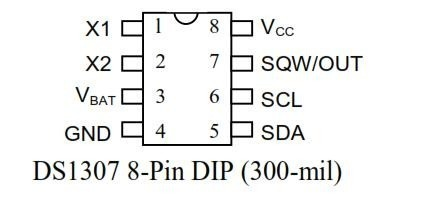 X1 1 8 VCC
X2 2 7 SQW/OUT
VBAT 3 6 SCL
GND 4 5 SDA
DS1307 8-Pin DIP (300-mil)